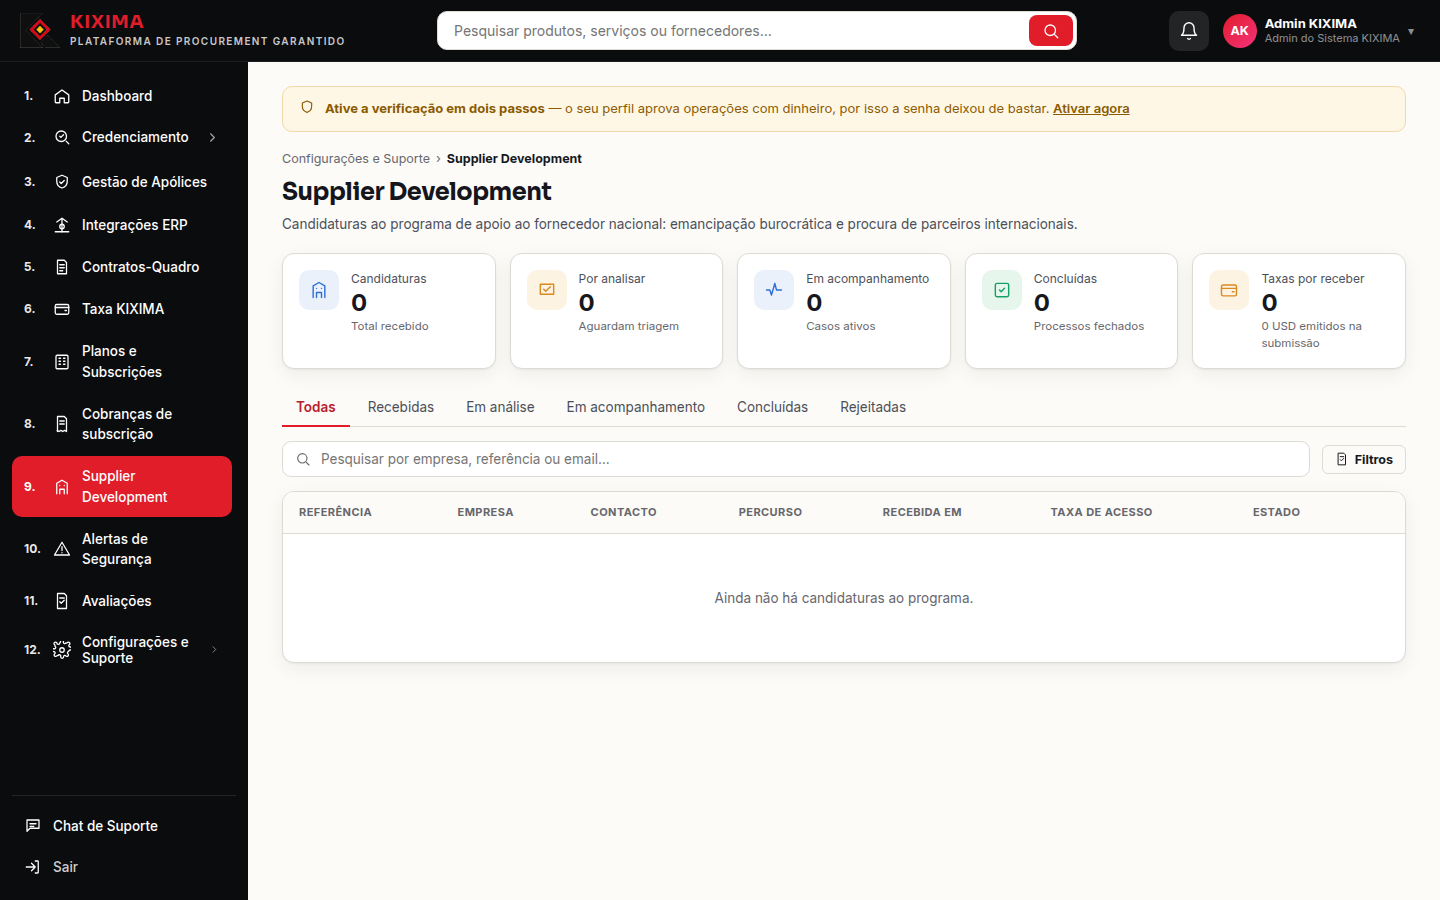 KIXIMA
PLATAFORMA DE PROCUREMENT GARANTIDO
Pesquisar produtos, serviços ou fornecedores...
AK
Admin KIXIMA
Admin do Sistema KIXIMA
1. Dashboard
2. Credenciamento
3. Gestão de Apólices
4. Integrações ERP
5. Contratos-Quadro
6. Taxa KIXIMA
7. Planos e
Subscrições
8. Cobranças de
subscrição
9. Supplier
Development
10. Alertas de
Segurança
11. Avaliações
12. Configurações e
Suporte
Chat de Suporte
Sair
Ative a verificação em dois passos — o seu perfil aprova operações com dinheiro, por isso a senha deixou de bastar. Ativar agora
Configurações e Suporte › Supplier Development
Supplier Development
Candidaturas ao programa de apoio ao fornecedor nacional: emancipação burocrática e procura de parceiros internacionais.
Candidaturas
0
Total recebido
Por analisar
0
Aguardam triagem
Em acompanhamento
0
Casos ativos
Concluídas
0
Processos fechados
Taxas por receber
0
0 USD emitidos na
submissão
Todas Recebidas Em análise Em acompanhamento Concluídas Rejeitadas
Pesquisar por empresa, referência ou email...
Filtros
REFERÊNCIA EMPRESA CONTACTO PERCURSO RECEBIDA EM TAXA DE ACESSO ESTADO
Ainda não há candidaturas ao programa.